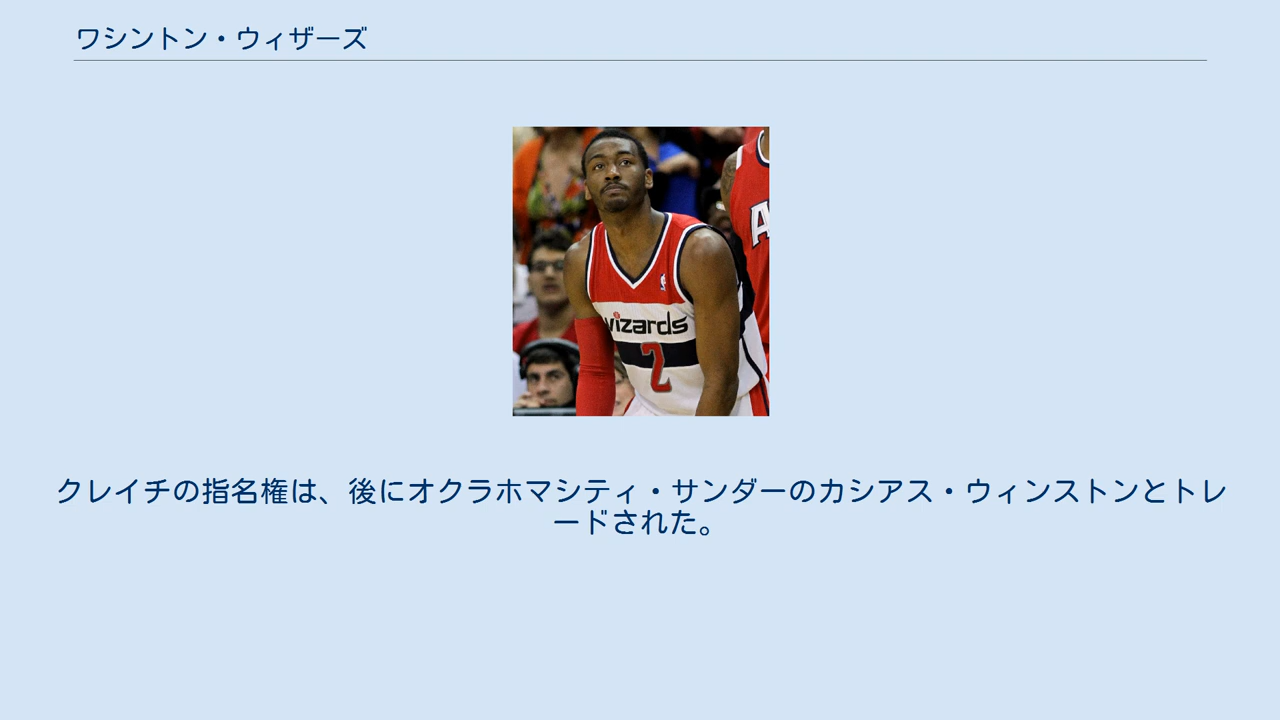 ワシントン・ウィザーズ
wizards
2
A
クレイチの指名権は、後にオクラホマシティ・サンダーのカシアス・ウィンストンとトレ
ードされた。